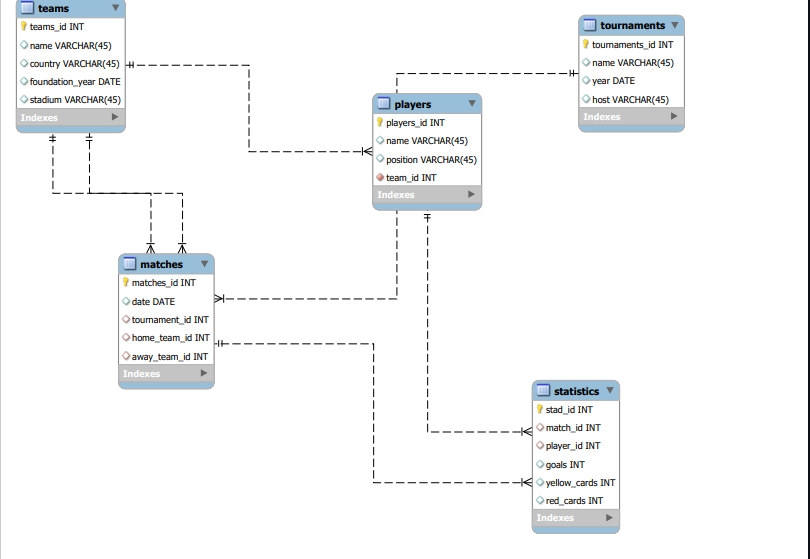 teams
teams_id INT
name VARCHAR(45)
country VARCHAR(45)
foundation_year DATE
stadium VARCHAR(45)
Indexes
tournaments
tournaments_id INT
name VARCHAR(45)
year DATE
host VARCHAR(45)
Indexes
players
players_id INT
name VARCHAR(45)
position VARCHAR(45)
team_id INT
Indexes
matches
matches_id INT
date DATE
tournament_id INT
home_team_id INT
away_team_id INT
Indexes
statistics
stad_id INT
match_id INT
player_id INT
goals INT
yellow_cards INT
red_cards INT
Indexes